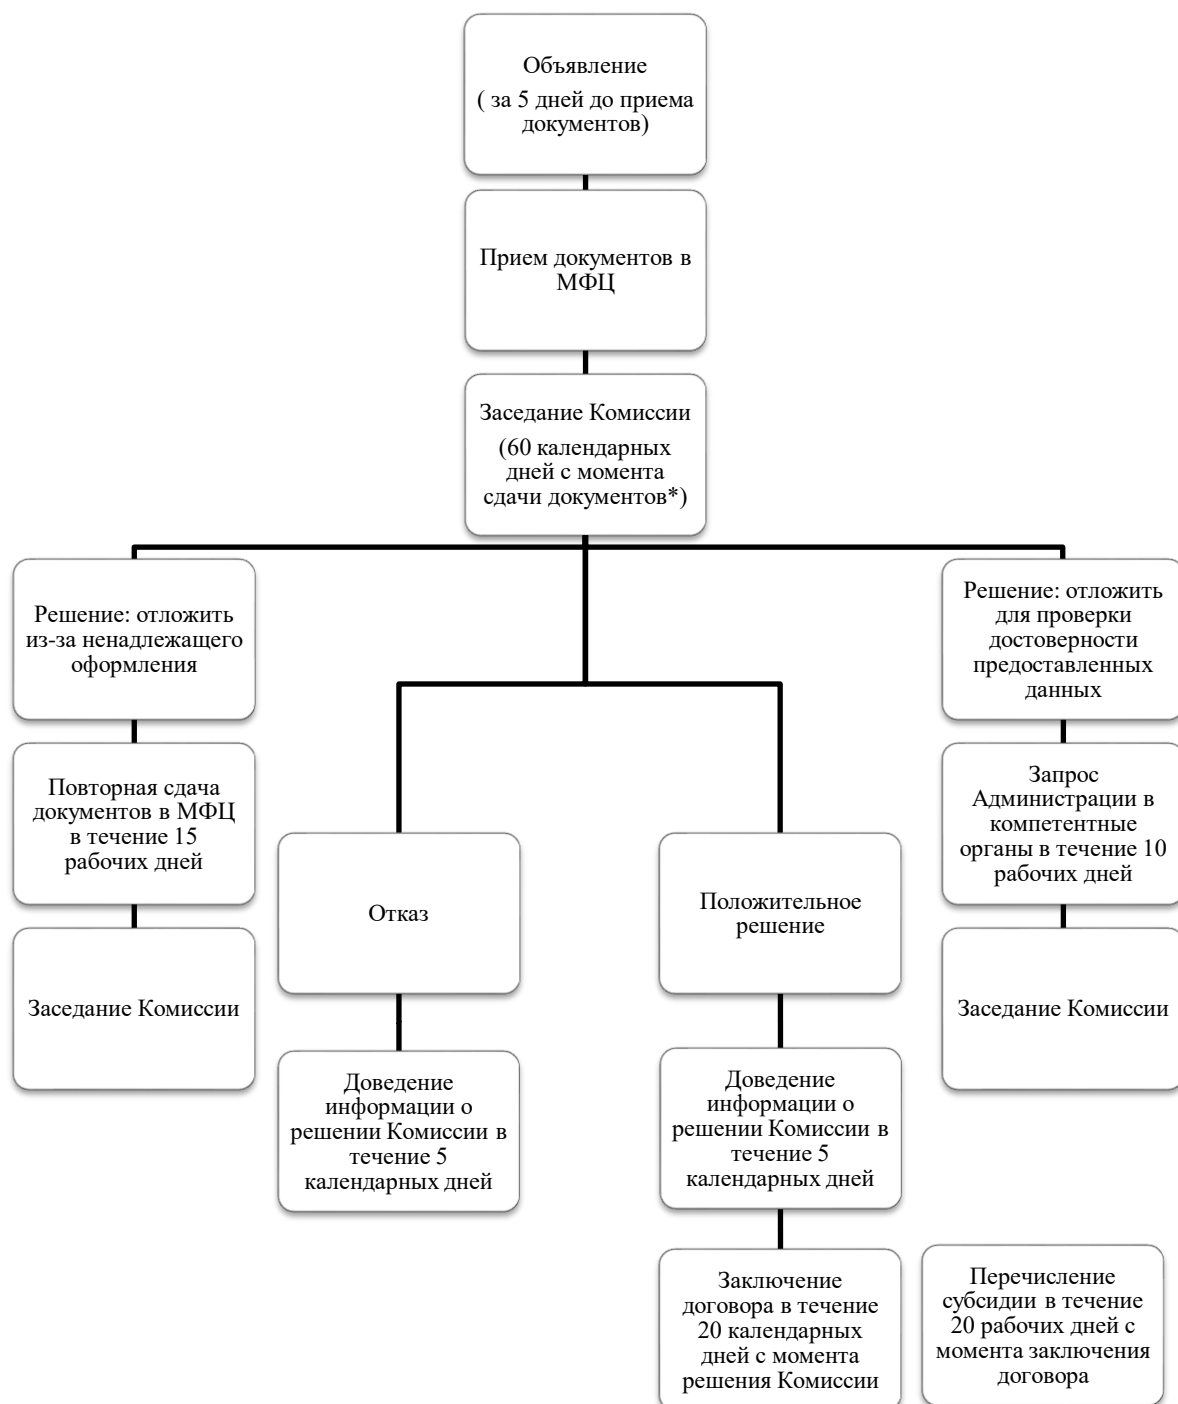 Объявление
( за 5 дней до приема
документов)
Прием документов в
МФЦ
Заседание Комиссии
(60 календарных
дней с момента
сдачи документов*)
Решение: отложить
из-за ненадлежащего
оформления
Повторная сдача
документов в МФЦ
в течение 15
рабочих дней
Заседание Комиссии
Отказ
Доведение
информации о
решении Комиссии в
течение 5
календарных дней
Положительное
решение
Доведение
информации о
решении Комиссии в
течение 5
календарных дней
Заключение
договора в течение
20 календарных
дней с момента
решения Комиссии
Перечисление
субсидии в течение
20 рабочих дней с
момента заключения
договора
Решение: отложить
для проверки
достоверности
предоставленных
данных
Запрос
Администрации в
компетентные
органы в течение 10
рабочих дней
Заседание Комиссии